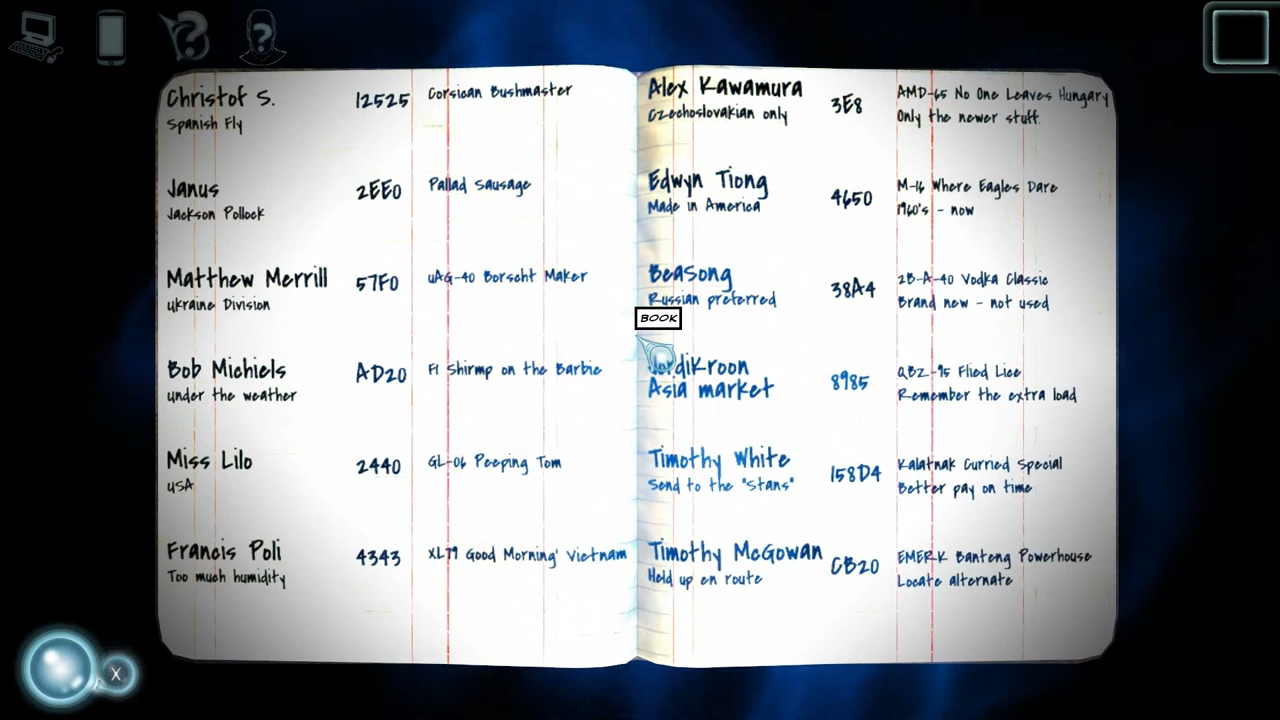 Christof S. 12525 Corsican Bushmaster
Spanish Fly
Janus 2EE0 Pallad Sausage
Jackson Pollock
Matthew Merrill 57F0 uAG-40 Borscht Maker
Ukraine Division
Bob Michiels AD20 F1 Shirmp on the Barbie
under the weather
Miss Lilo 2440 GL-06 Peeping Tom
USA
Francis Poli 4343 XL79 Good Morning' Vietnam
Too much humidity
Alex Kawamura 3E8 AMD-65 No One Leaves Hungary
Czechoslovakian only Only the newer stuff.
Edwyn Tiong 4650 M-16 Where Eagles Dare
Made in America 1960's - now
BeaSong 38A4 2B-A-40 Vodka Classic
Russian preferred Brand new - not used
BOOK
JordiKroon 8985 QBZ-95 Flied Lice
Asia market Remember the extra load
Timothy White 158D4 Kalatnak Curried Special
Send to the "Stans" Better pay on time
Timothy McGowan CB20 EMERK Banteng Powerhouse
Held up en route Locate alternate
X